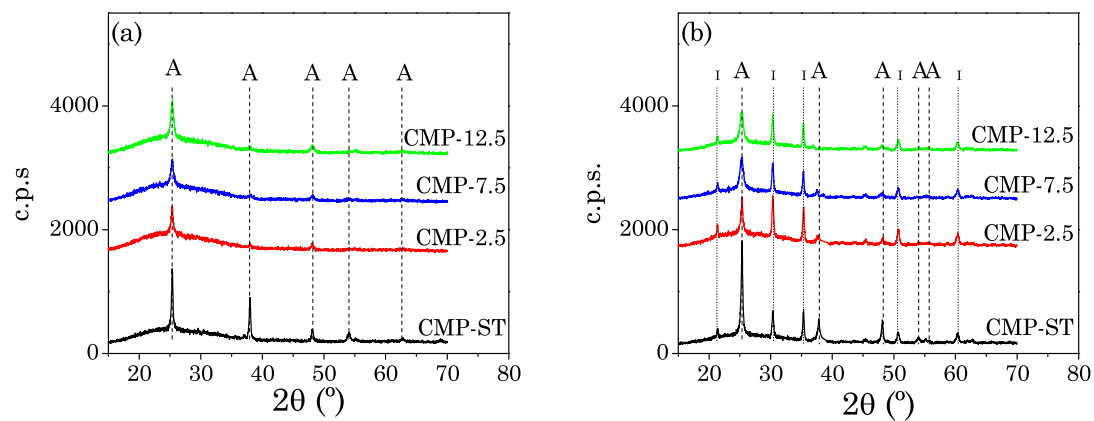 (a)
A A A A A
4000
CMP-12.5
CMP-7.5
2000
CMP-2.5
CMP-ST
0
c.p.s
20 30 40 50 60 70 80
2θ (º)
(b)
I A I I A A I A A I
4000
CMP-12.5
CMP-7.5
2000
CMP-2.5
CMP-ST
0
c.p.s.
20 30 40 50 60 70 80
2θ (º)